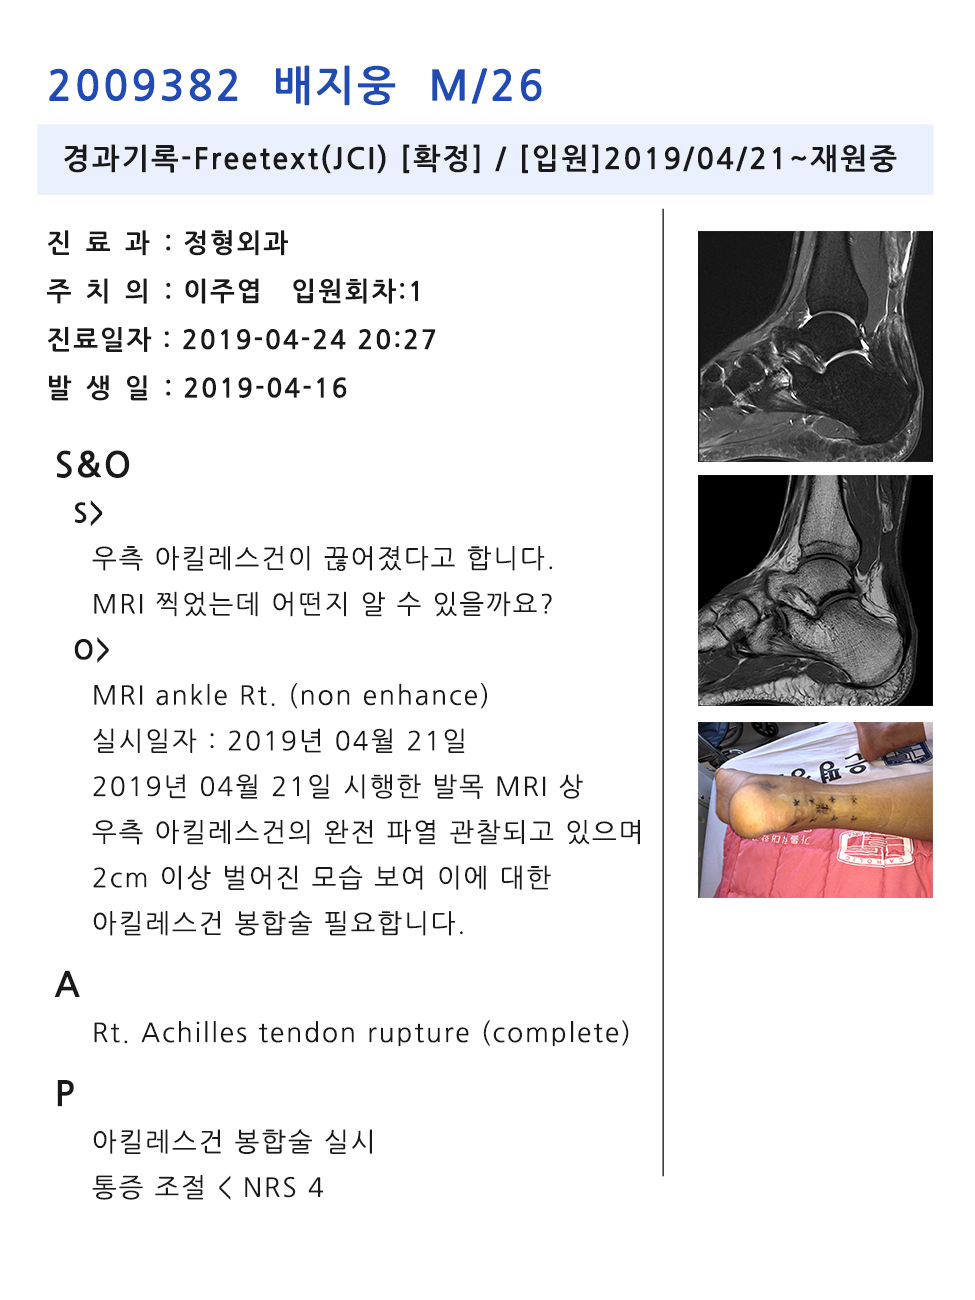 2009382 배지웅 M/26
경과기록-Freetext(JCI) [확정] / [입원]2019/04/21~재원중
진 료 과 : 정형외과
주 치 의 : 이주엽 입원회차:1
진료일자 : 2019-04-24 20:27
발 생 일 : 2019-04-16
S&O
S>
우측 아킬레스건이 끊어졌다고 합니다.
MRI 찍었는데 어떤지 알 수 있을까요?
O>
MRI ankle Rt. (non enhance)
실시일자 : 2019년 04월 21일
2019년 04월 21일 시행한 발목 MRI 상
우측 아킬레스건의 완전 파열 관찰되고 있으며
2cm 이상 벌어진 모습 보여 이에 대한
아킬레스건 봉합술 필요합니다.
A
Rt. Achilles tendon rupture (complete)
P
아킬레스건 봉합술 실시
통증 조절 < NRS 4
가톨릭대학
CATHOLIC